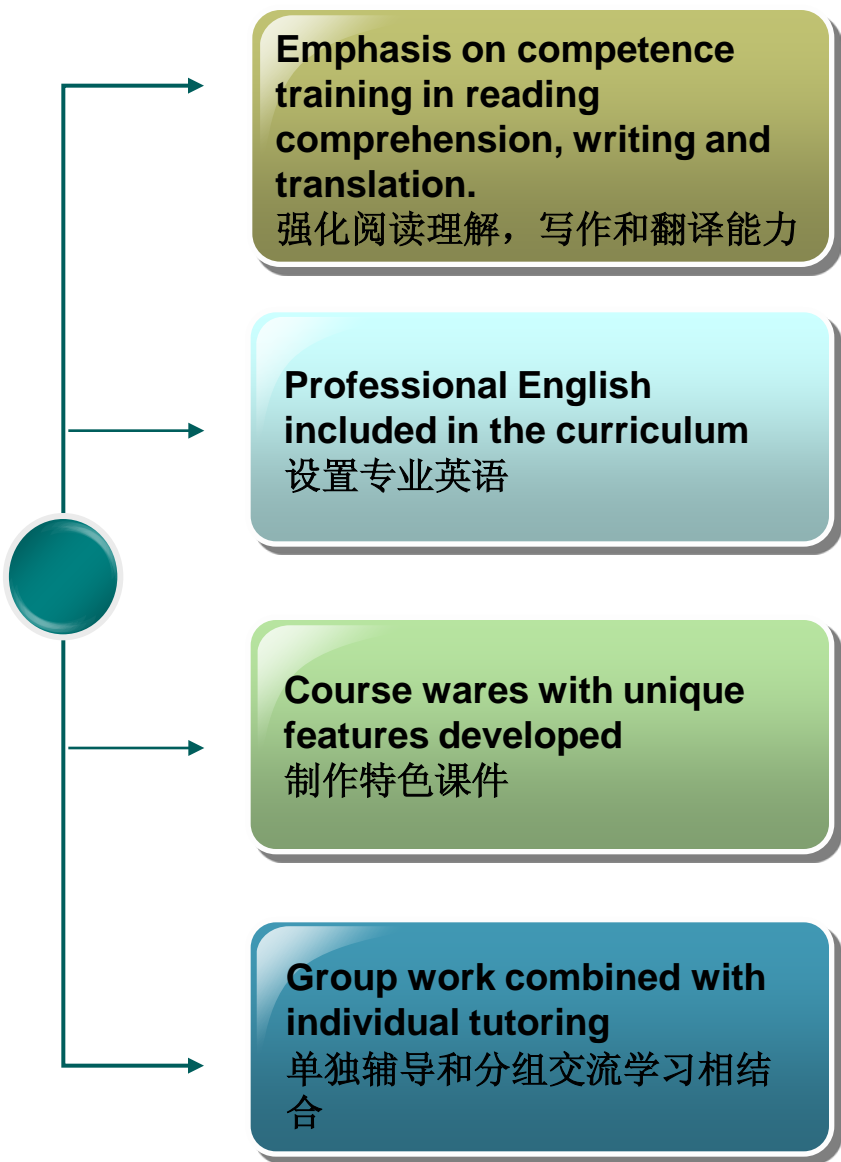 Emphasis on competence
training in reading
comprehension, writing and
translation.
强化阅读理解，写作和翻译能力
Professional English
included in the curriculum
设置专业英语
Course wares with unique
features developed
制作特色课件
Group work combined with
individual tutoring
单独辅导和分组交流学习相结
合